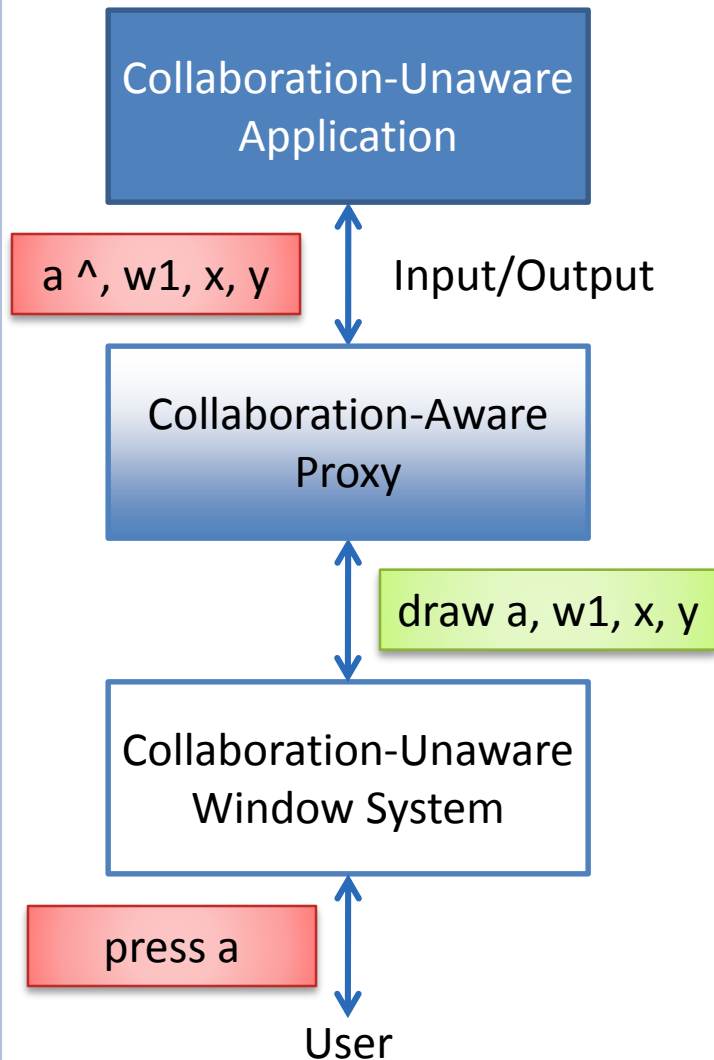 Collaboration-Unaware
Application
a ^, w1, x, y
Input/Output
Collaboration-Aware
Proxy
draw a, w1, x, y
Collaboration-Unaware
Window System
press a
User